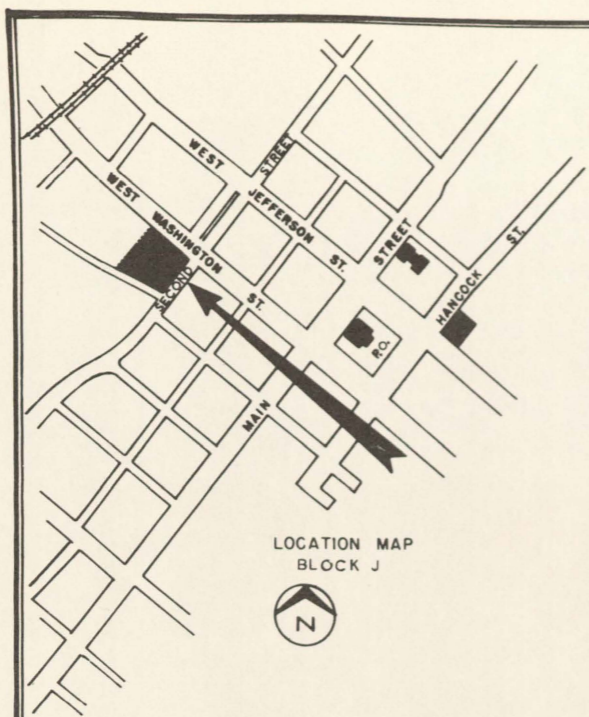 WEST JEFFERSON ST.
STREET
WEST WASHINGTON ST.
SECOND
STREET
HANCOCK ST.
P.O.
MAIN
LOCATION MAP
BLOCK J
N